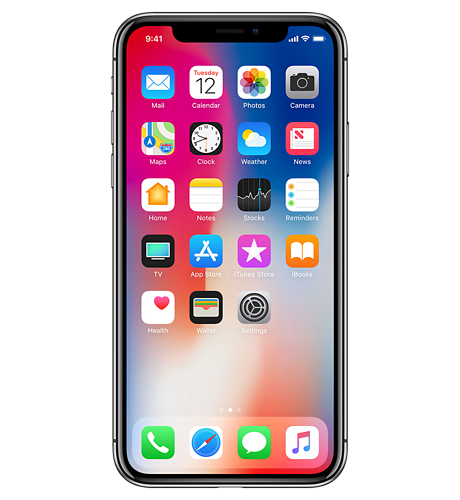 9:41
Tuesday
12
Mail
Calendar
Photos
Camera
Maps
Clock
Weather
News
Home
Notes
Stocks
Reminders
TV
App Store
iTunes Store
iBooks
Health
Wallet
Settings